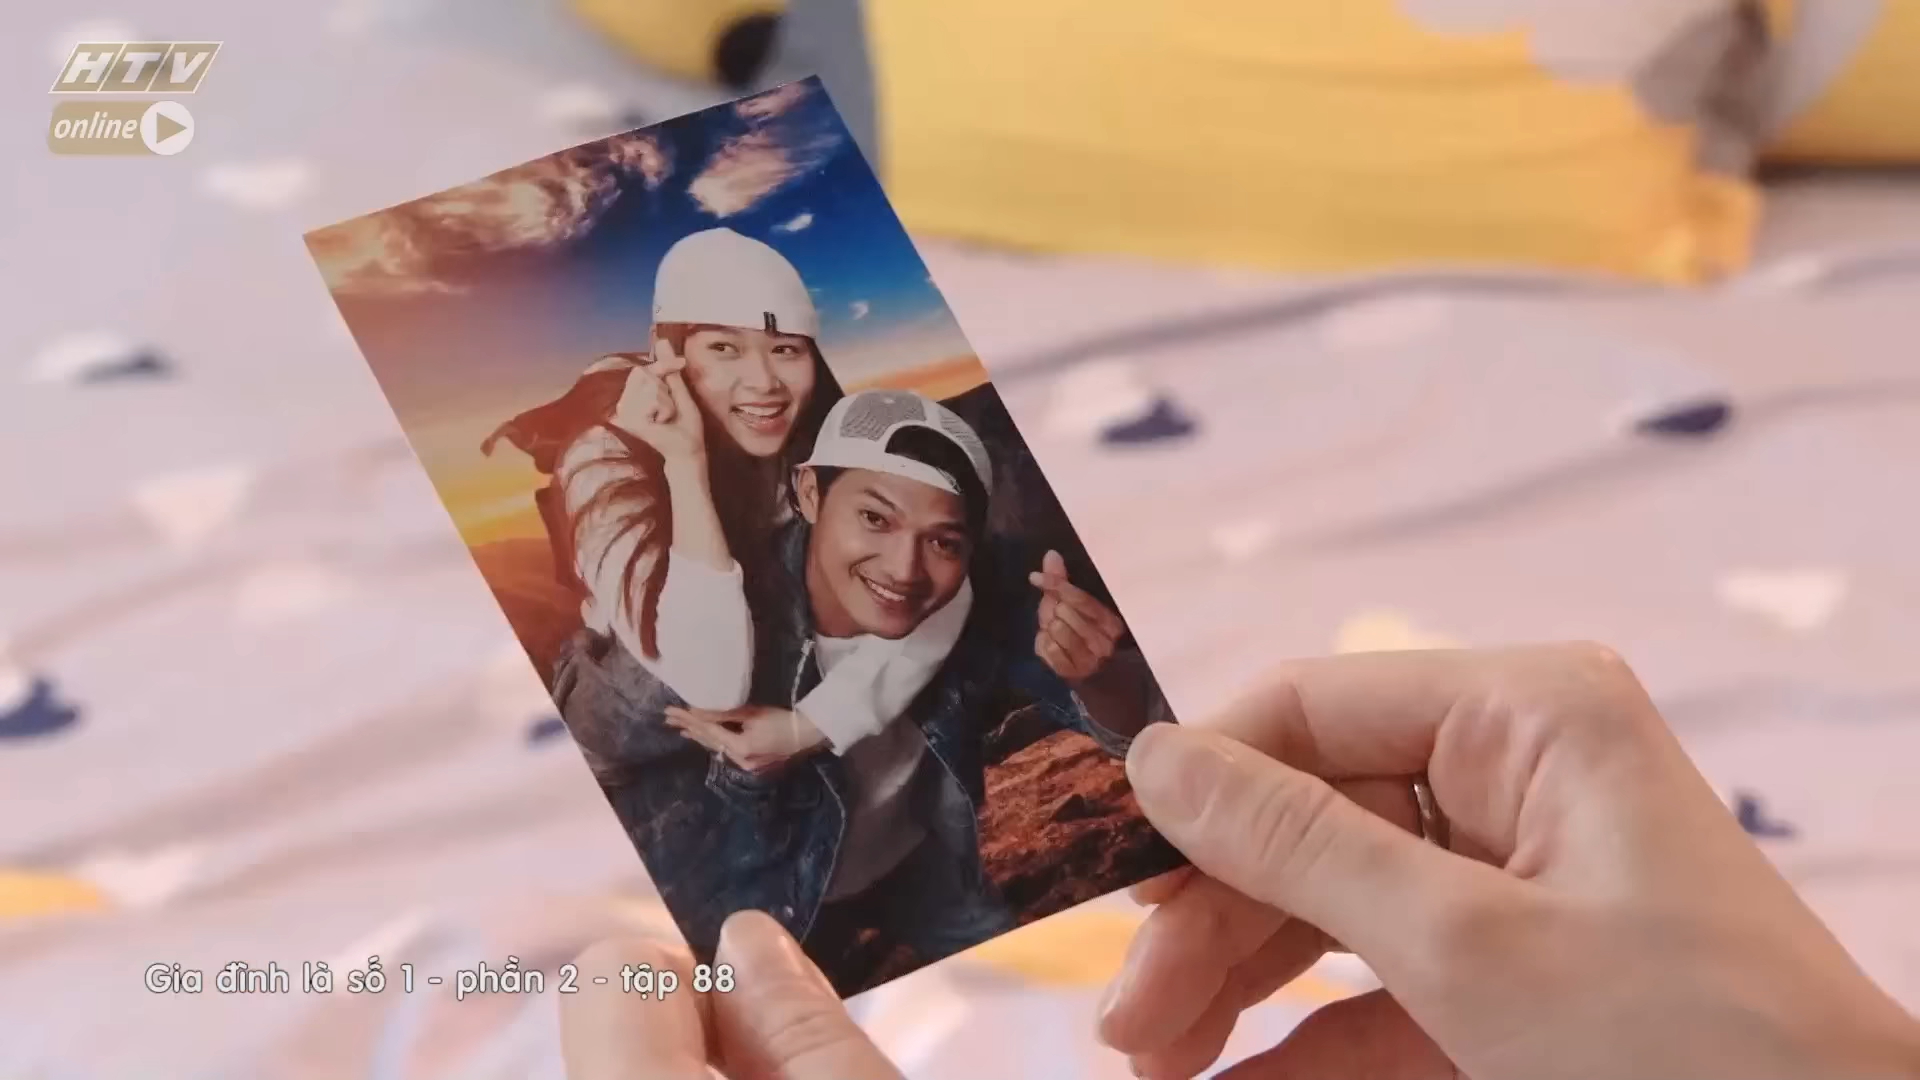 HTV
online
Gia đình là số 1 - phần 2 - tập 88